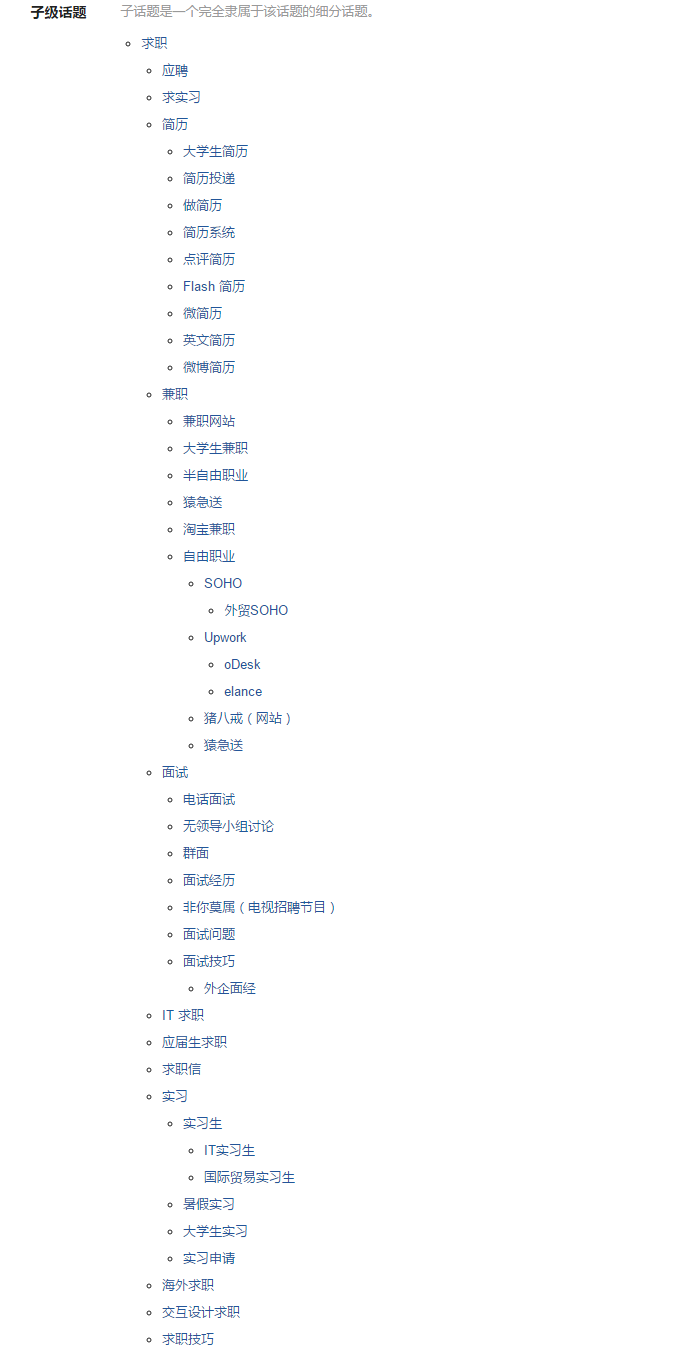 子级话题 子话题是一个完全隶属于该话题的细分话题。
求职
应聘
求实习
简历
大学生简历
简历投递
做简历
简历系统
点评简历
Flash 简历
微简历
英文简历
微博简历
兼职
兼职网站
大学生兼职
半自由职业
猿急送
淘宝兼职
自由职业
SOHO
外贸SOHO
Upwork
oDesk
elance
猪八戒（网站）
猿急送
面试
电话面试
无领导小组讨论
群面
面试经历
非你莫属（电视招聘节目）
面试问题
面试技巧
外企面经
IT 求职
应届生求职
求职信
实习
实习生
IT实习生
国际贸易实习生
暑假实习
大学生实习
实习申请
海外求职
交互设计求职
求职技巧